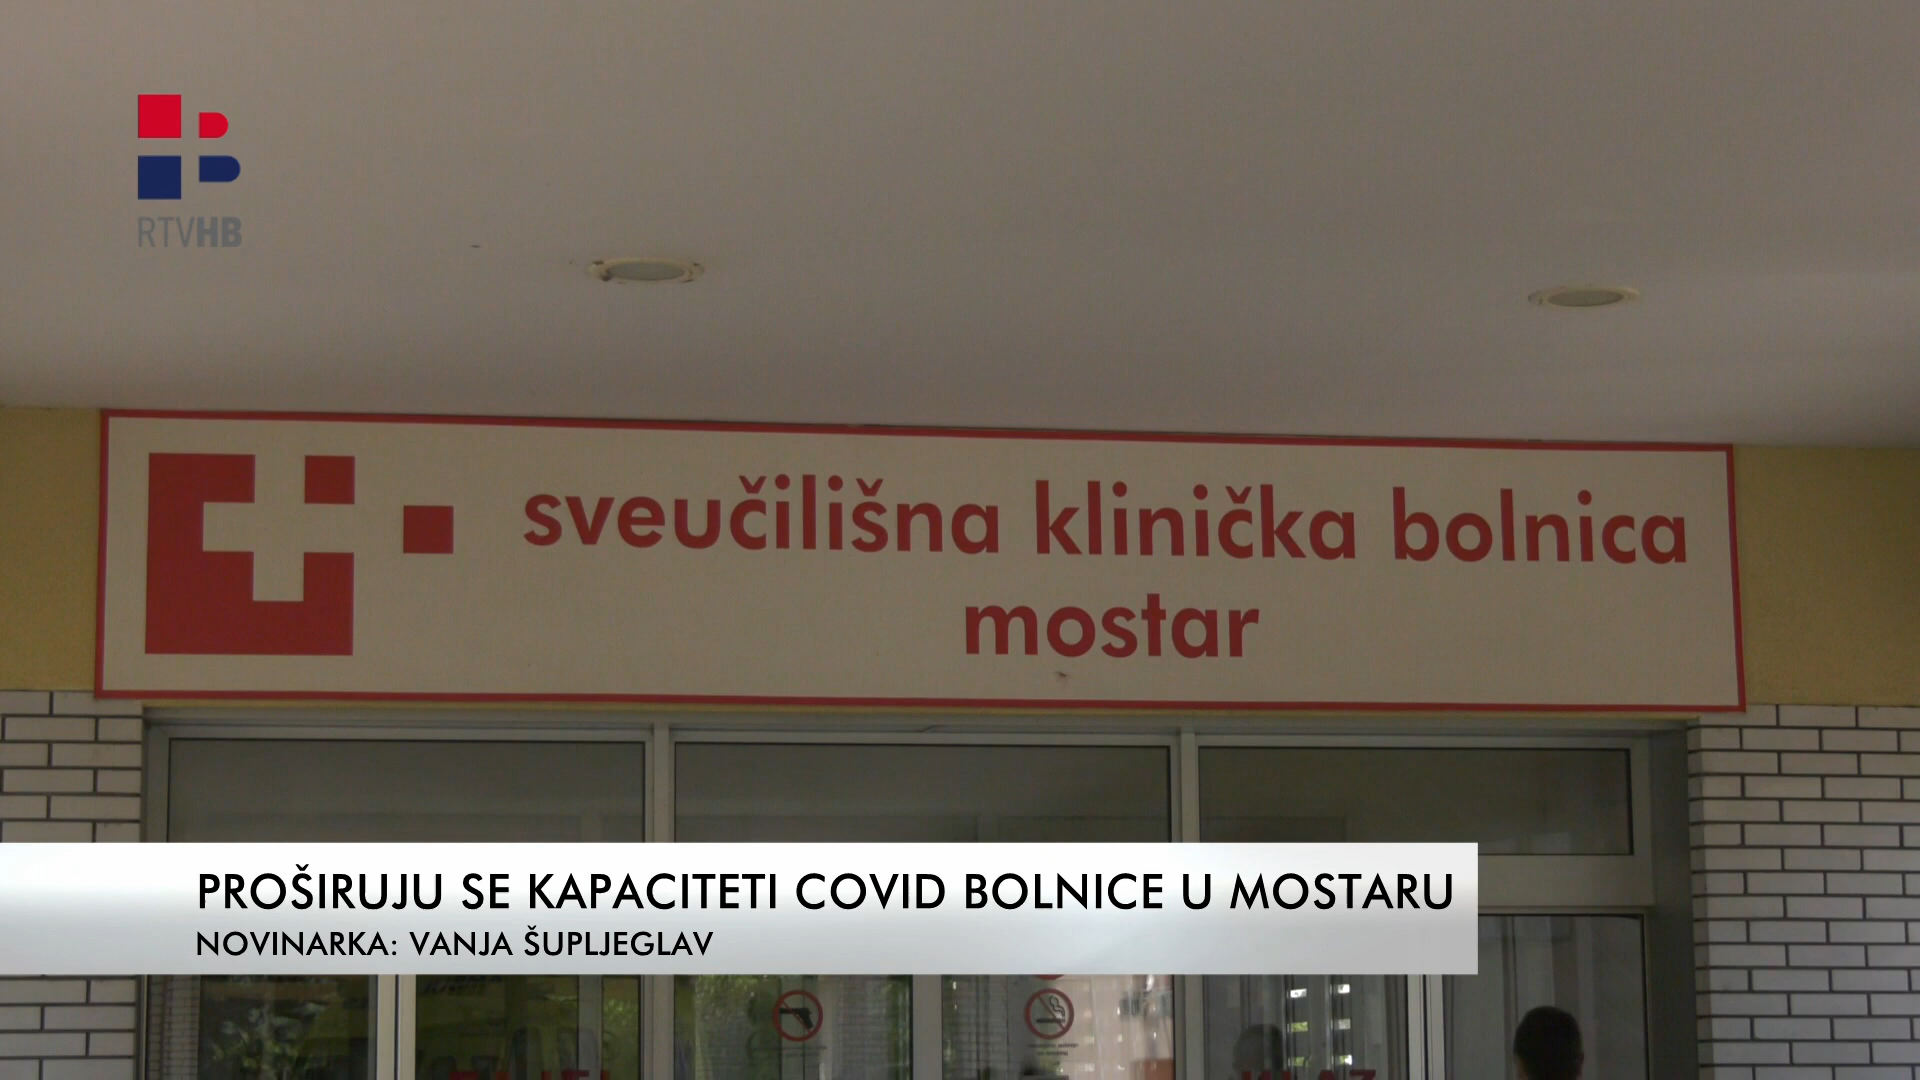 RTVHB
sveučilišna klinička bolnica
mostar
PROŠIRUJU SE KAPACITETI COVID BOLNICE U MOSTARU
NOVINARKA: VANJA ŠUPLJEGLAV